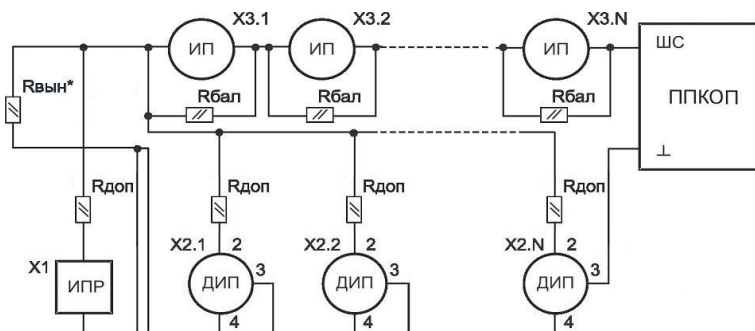 X3.1
X3.2
X3.N
ИП
ИП
ИП
ШС
ППКОП
⊥
Rвын*
Rбал
Rбал
Rбал
Rдоп
Rдоп
Rдоп
Rдоп
X1
ИПР
X2.1
2
3
ДИП
4
X2.2
2
3
ДИП
4
X2.N
2
3
ДИП
4